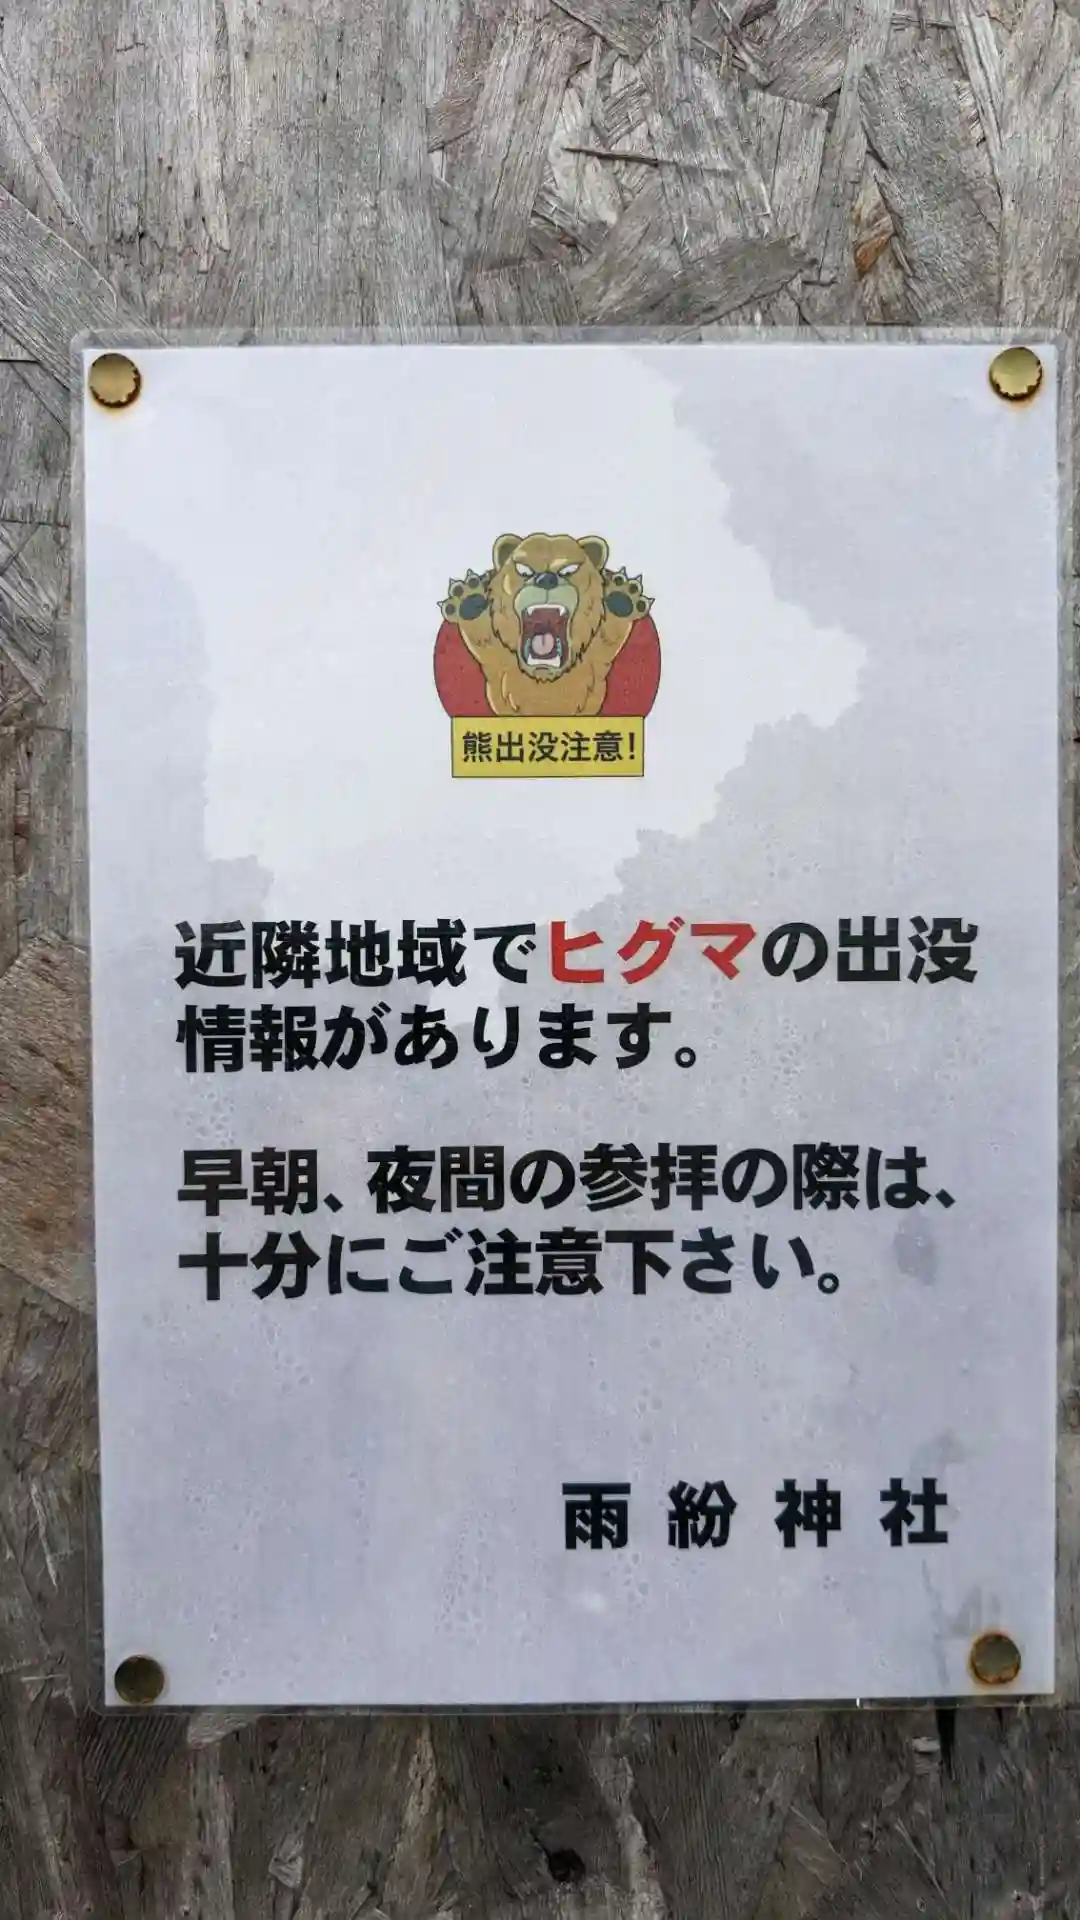 熊出没注意!
近隣地域でヒグマの出没
情報があります。
早朝、夜間の参拝の際は、
十分にご注意下さい。
雨紛神社